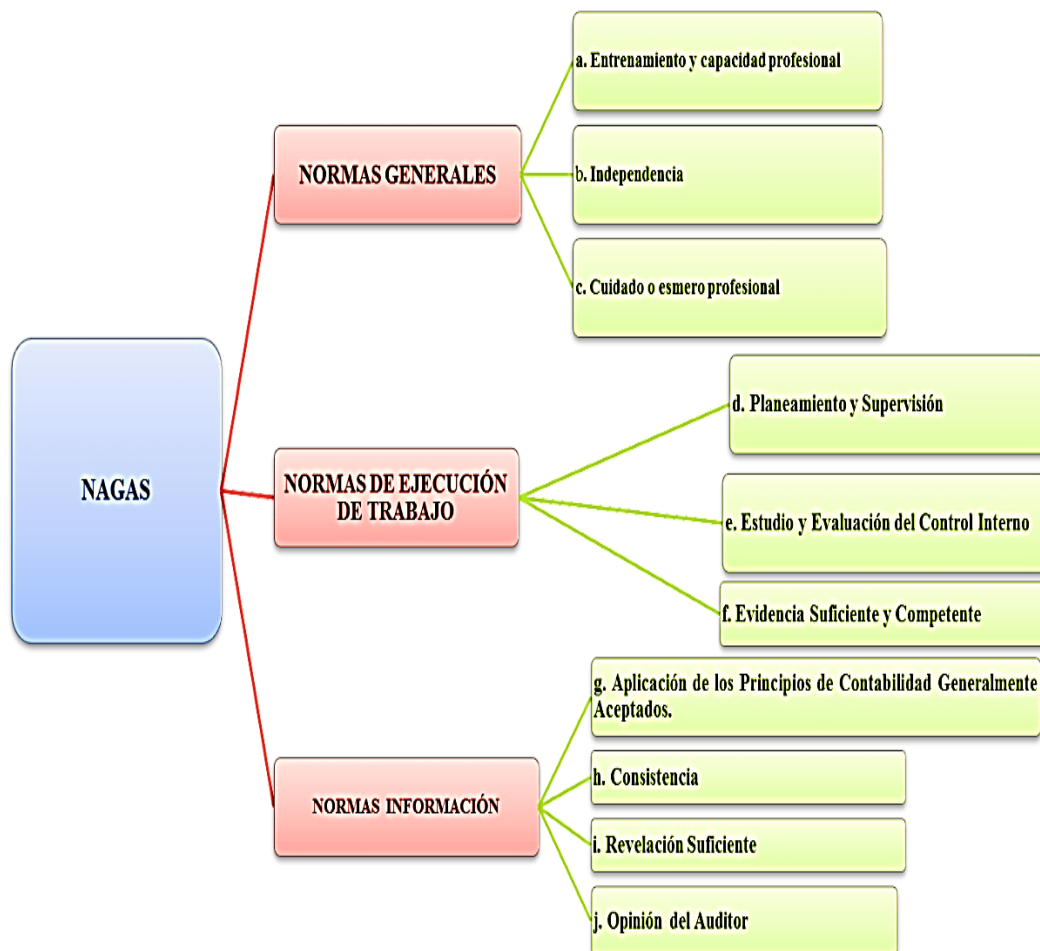 NAGAS
NORMAS GENERALES
a. Entrenamiento y capacidad profesional
b. Independencia
c. Cuidado o esmero profesional
NORMAS DE EJECUCIÓN
DE TRABAJO
d. Planeamiento y Supervisión
e. Estudio y Evaluación del Control Interno
f. Evidencia Suficiente y Competente
NORMAS INFORMACIÓN
g. Aplicación de los Principios de Contabilidad Generalmente
Aceptados.
h. Consistencia
i. Revelación Suficiente
j. Opinión del Auditor